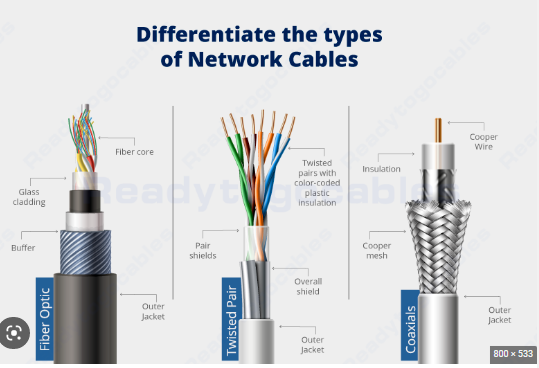 Differentiate the types
of Network Cables
Fiber core
Glass
cladding
Buffer
Outer
Jacket
Fiber Optic
Twisted
pairs with
color-coded
plastic
insulation
Pair
shields
Overall
shield
Outer
Jacket
Twisted Pair
Cooper
Wire
Insulation
Cooper
mesh
Outer
Jacket
Coaxials
Readytogocables
800 × 533